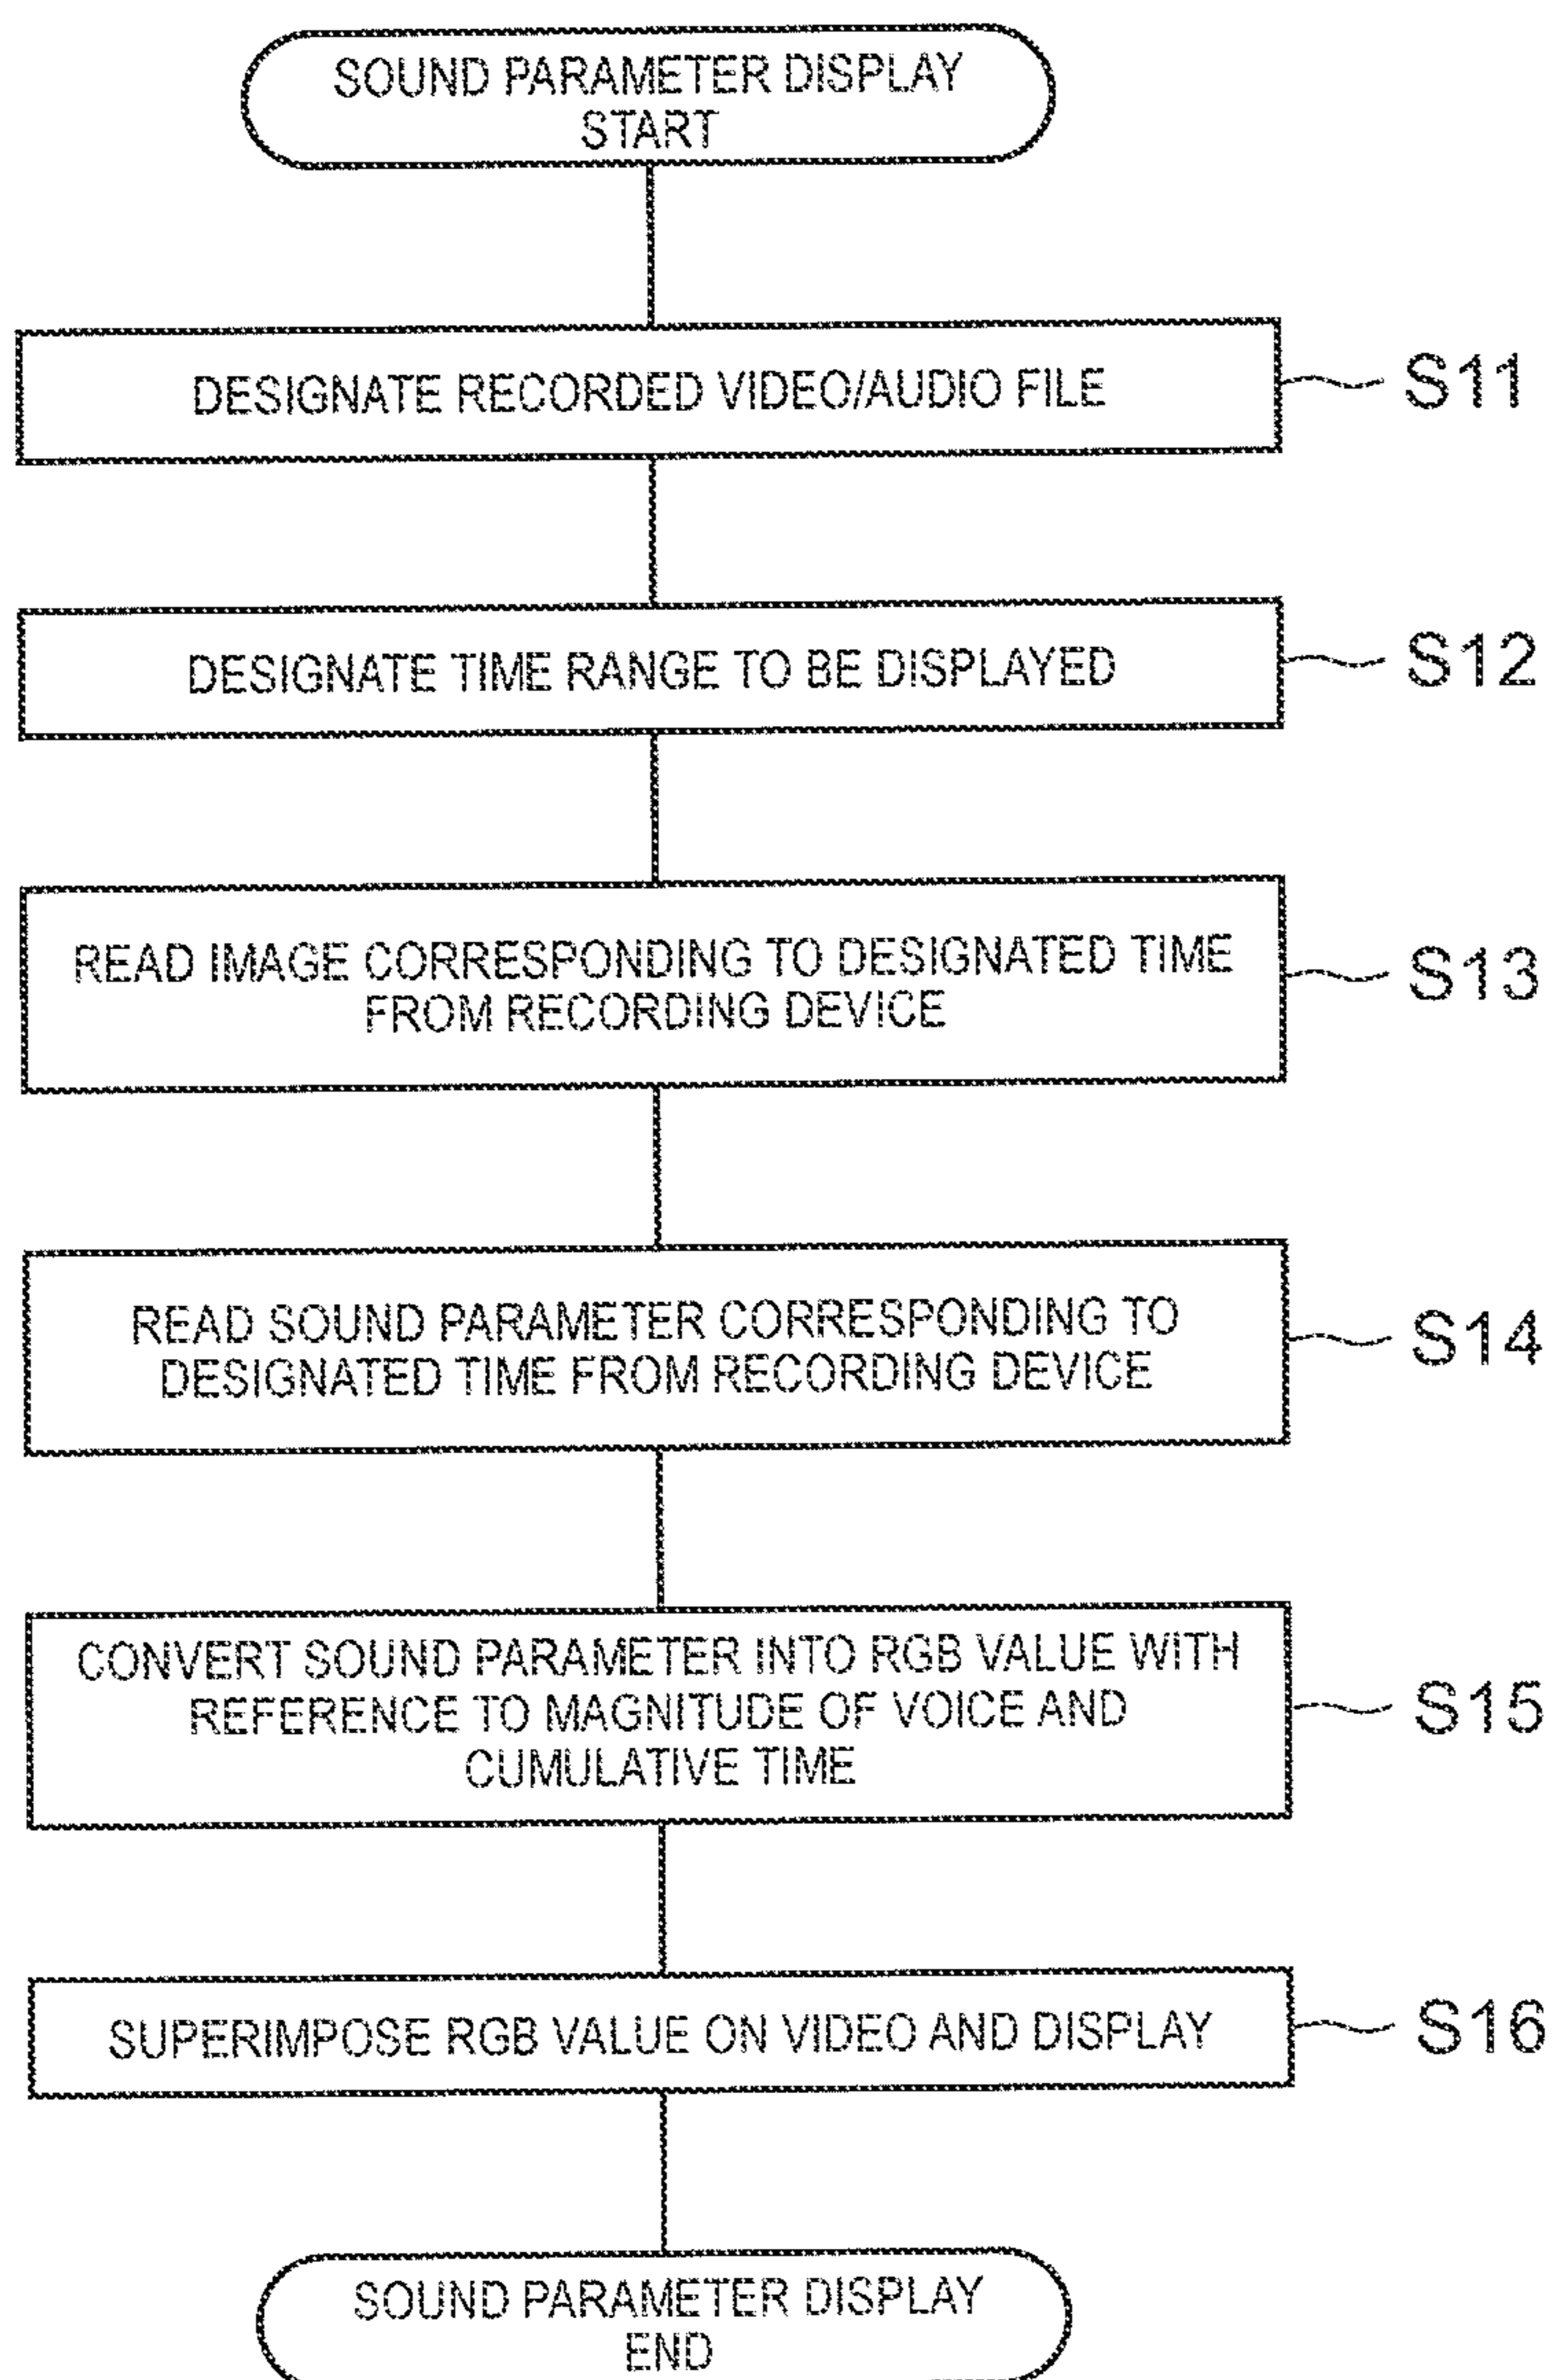 SOUND PARAMETER DISPLAY
START
DESIGNATE RECORDED VIDEO/AUDIO FILE
S11
DESIGNATE TIME RANGE TO BE DISPLAYED
S12
READ IMAGE CORRESPONDING TO DESIGNATED TIME
FROM RECORDING DEVICE
S13
READ SOUND PARAMETER CORRESPONDING TO
DESIGNATED TIME FROM RECORDING DEVICE
S14
CONVERT SOUND PARAMETER INTO RGB VALUE WITH
REFERENCE TO MAGNITUDE OF VOICE AND
CUMULATIVE TIME
S15
SUPERIMPOSE RGB VALUE ON VIDEO AND DISPLAY
S16
SOUND PARAMETER DISPLAY
END